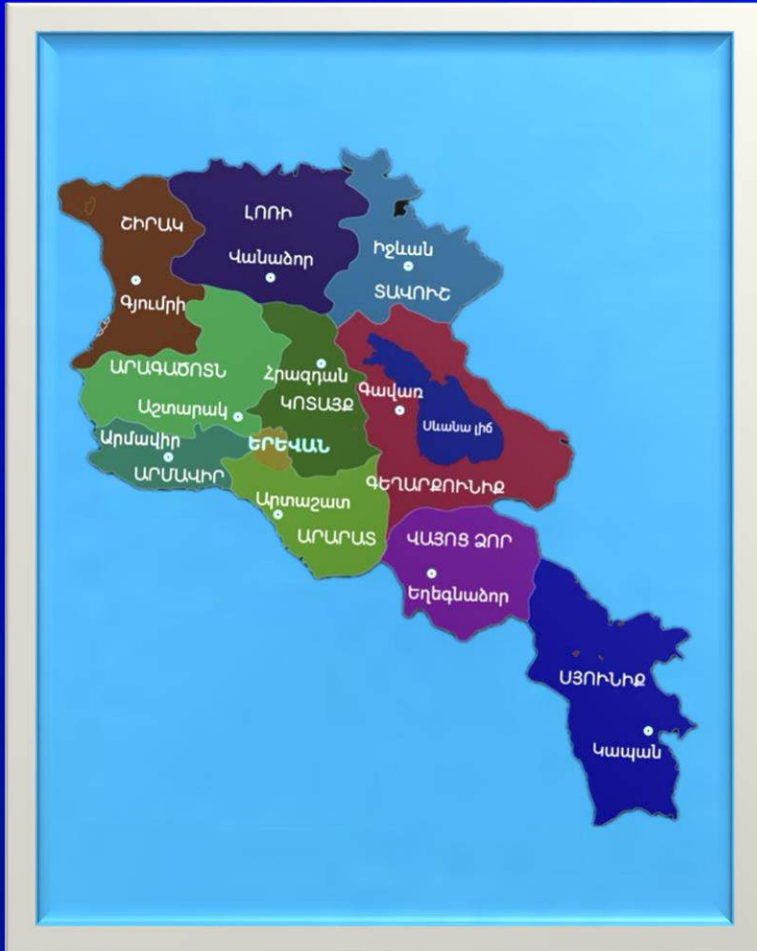 ՇԻՐԱԿ
Գյումրի
ԼՈՌԻ
Վանաձոր
Իջևան
ՏԱՎՈՒՇ
ԱՐԱԳԱԾՈՏՆ
Աշտարակ
Հրազդան
ԿՈՏԱՅՔ
Գավառ
Սևանա լիճ
ԳԵՂԱՐՔՈՒՆԻՔ
Արմավիր
ԱՐՄԱՎԻՐ
ԵՐԵՎԱՆ
Արտաշատ
ԱՐԱՐԱՏ
ՎԱՅՈՑ ՁՈՐ
Եղեգնաձոր
ՍՅՈՒՆԻՔ
Կապան